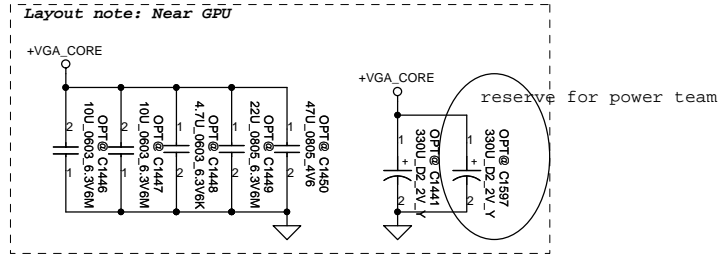 Layout note: Near GPU
+VGA_CORE
2
1
OPT@ C1446
10U_0603_6.3V6M
2
1
OPT@ C1447
10U_0603_6.3V6M
1
2
OPT@ C1448
4.7U_0603_6.3V6K
1
2
OPT@ C1449
22U_0805_6.3V6M
1
2
OPT@ C1450
47U_0805_4V6
+VGA_CORE
1
+
2
OPT@ C1441
330U_D2_2V_Y
1
+
2
OPT@ C1597
330U_D2_2V_Y
reserve for power team